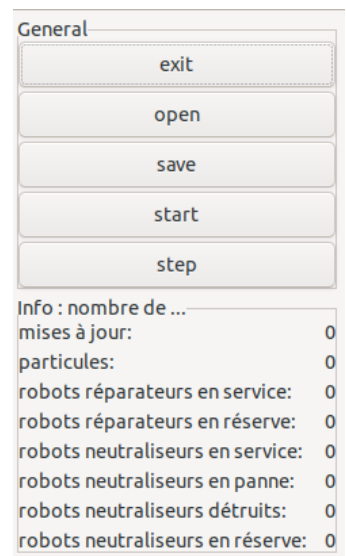 General
exit
open
save
start
step
Info : nombre de ...
mises à jour: 0
particules: 0
robots réparateurs en service: 0
robots réparateurs en réserve: 0
robots neutraliseurs en service: 0
robots neutraliseurs en panne: 0
robots neutraliseurs détruits: 0
robots neutraliseurs en réserve: 0